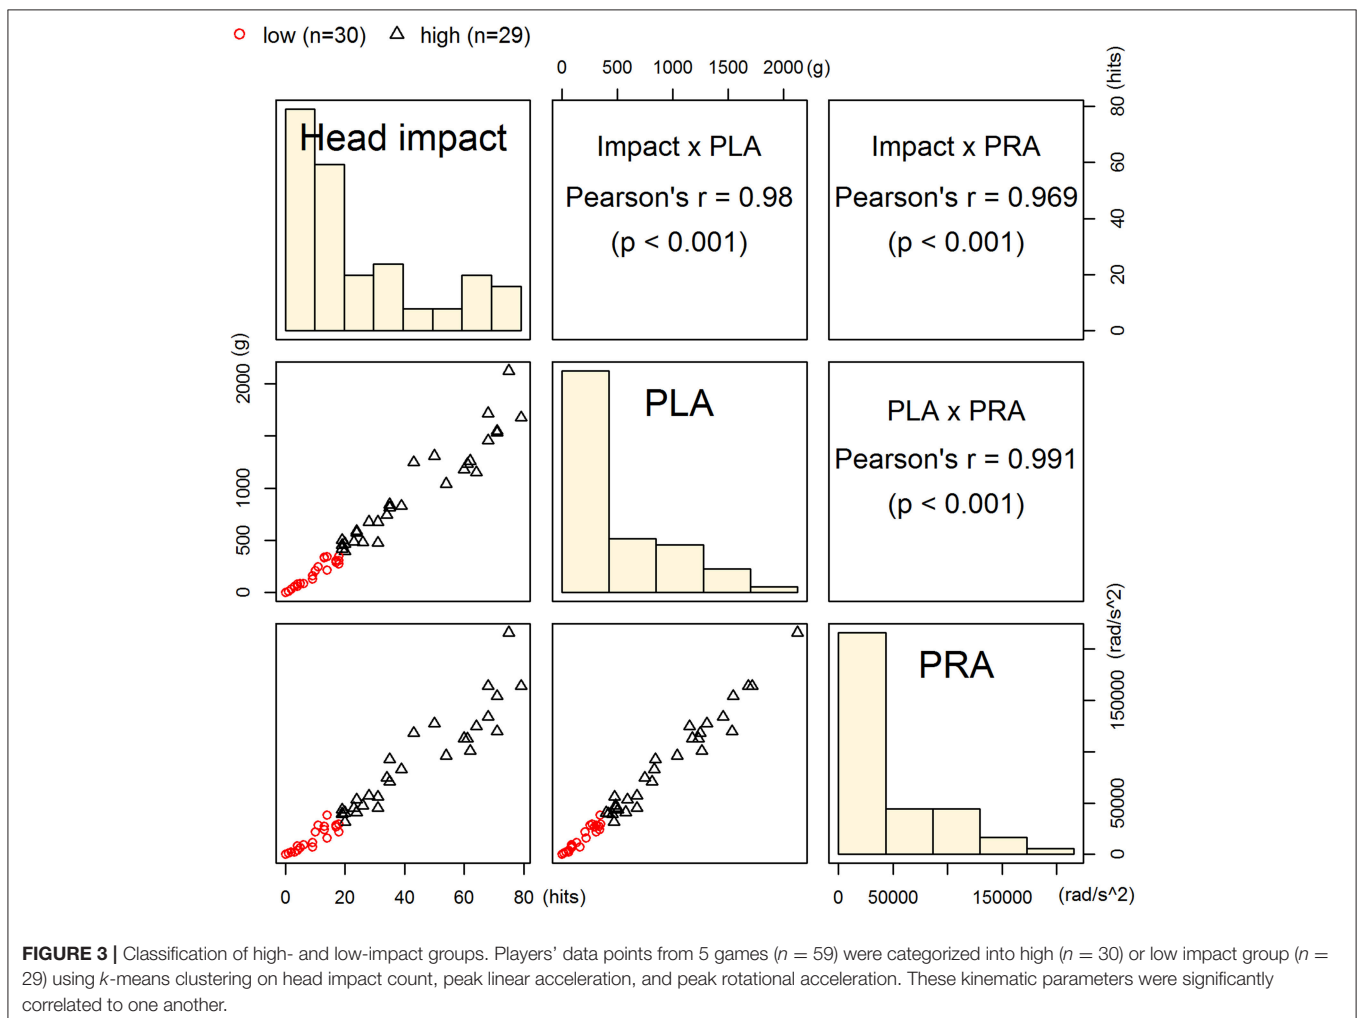 low (n=30) high (n=29)
0 500 1000 1500 2000 (g)
(hits)
Head impact
Impact x PLA
Pearson's r = 0.98
(p < 0.001)
Impact x PRA
Pearson's r = 0.969
(p < 0.001)
80
60
40
20
0
(g)
2000
1000
500
0
PLA
PLA x PRA
Pearson's r = 0.991
(p < 0.001)
PRA
(rad/s^2)
150000
50000
0
0 20 40 60 80 (hits)
0 50000 150000 (rad/s^2)
FIGURE 3 | Classification of high- and low-impact groups. Players' data points from 5 games (n = 59) were categorized into high (n = 30) or low impact group (n =
29) using k-means clustering on head impact count, peak linear acceleration, and peak rotational acceleration. These kinematic parameters were significantly
correlated to one another.